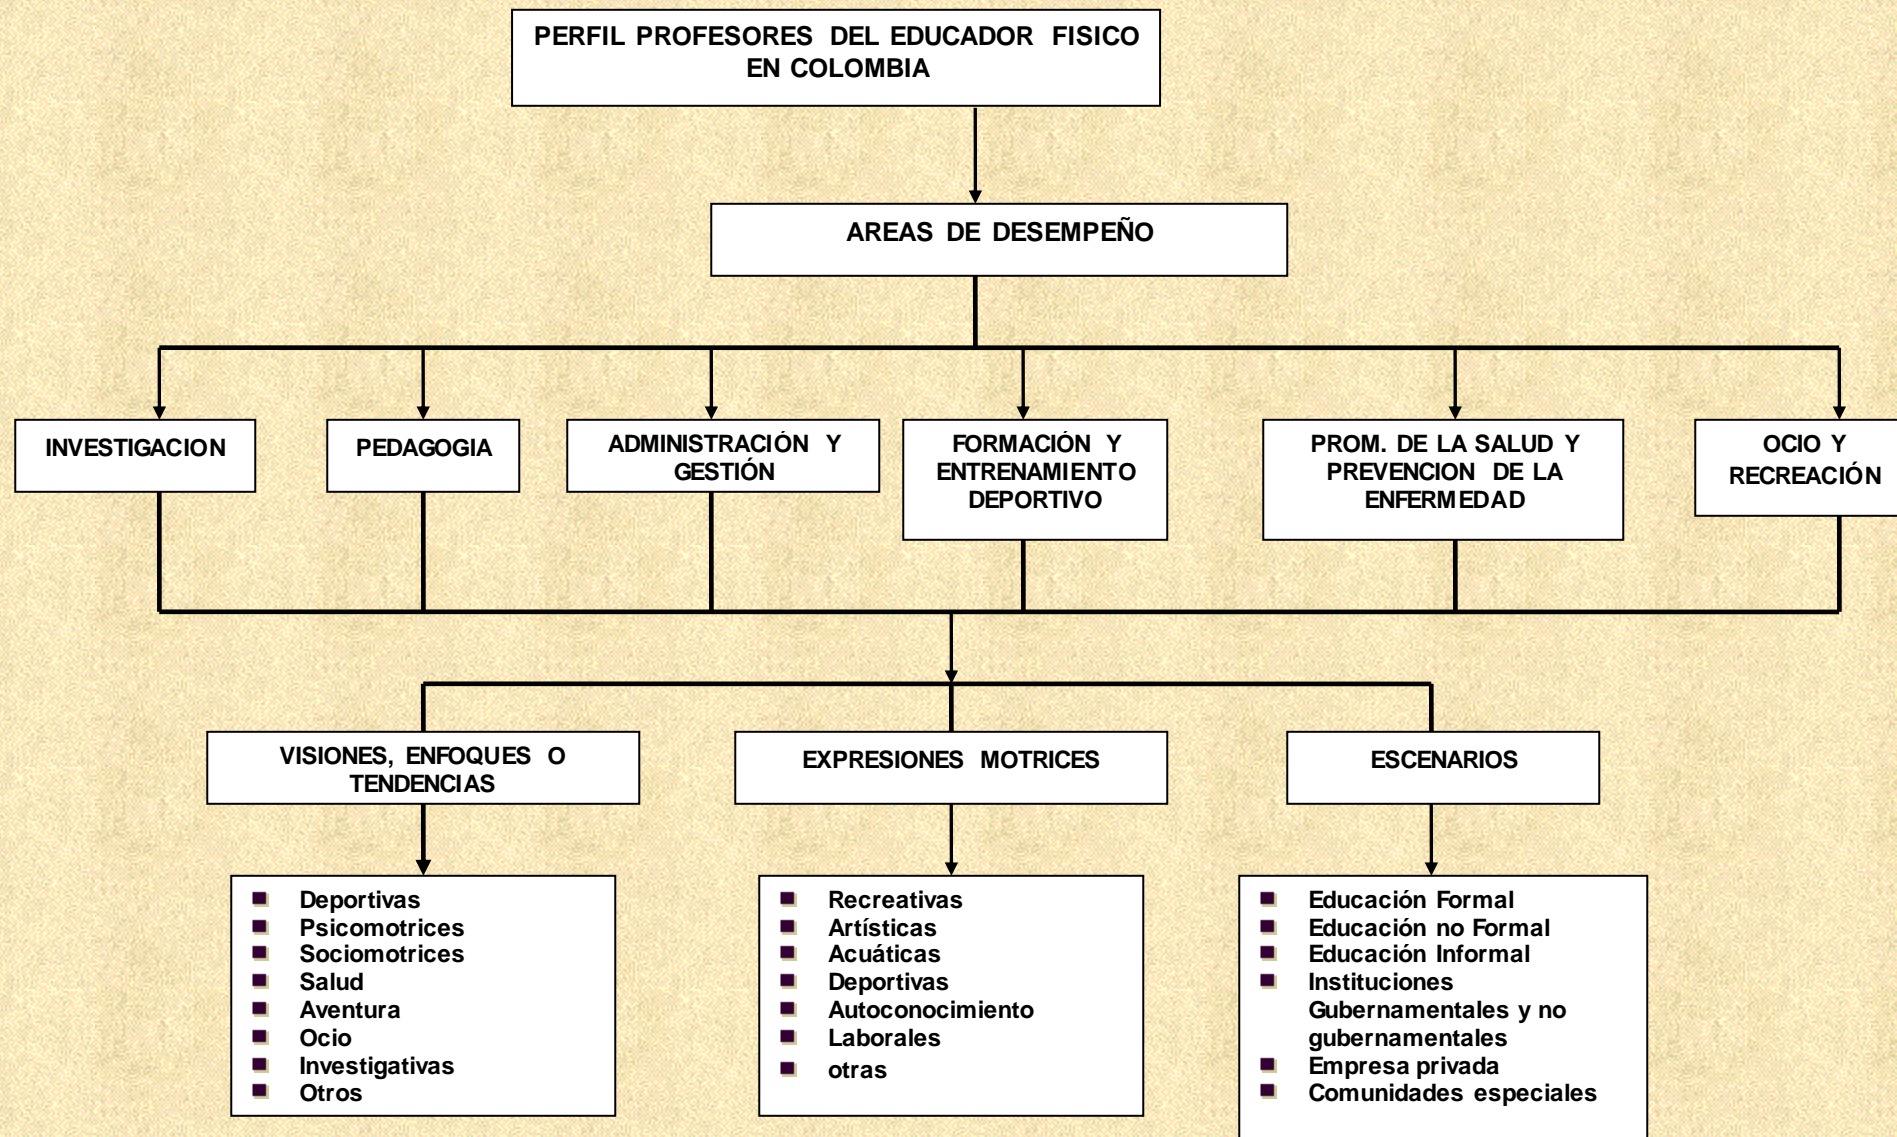 PERFIL PROFESORES DEL EDUCADOR FISICO
EN COLOMBIA
AREAS DE DESEMPEÑO
INVESTIGACION
PEDAGOGIA
ADMINISTRACIÓN Y
GESTIÓN
FORMACIÓN Y
ENTRENAMIENTO
DEPORTIVO
PROM. DE LA SALUD Y
PREVENCION DE LA
ENFERMEDAD
OCIO Y
RECREACIÓN
VISIONES, ENFOQUES O
TENDENCIAS
EXPRESIONES MOTRICES
ESCENARIOS
Deportivas
Psicomotrices
Sociomotrices
Salud
Aventura
Ocio
Investigativas
Otros
Recreativas
Artísticas
Acuáticas
Deportivas
Autoconocimiento
Laborales
otras
Educación Formal
Educación no Formal
Educación Informal
Instituciones
Gubernamentales y no
gubernamentales
Empresa privada
Comunidades especiales